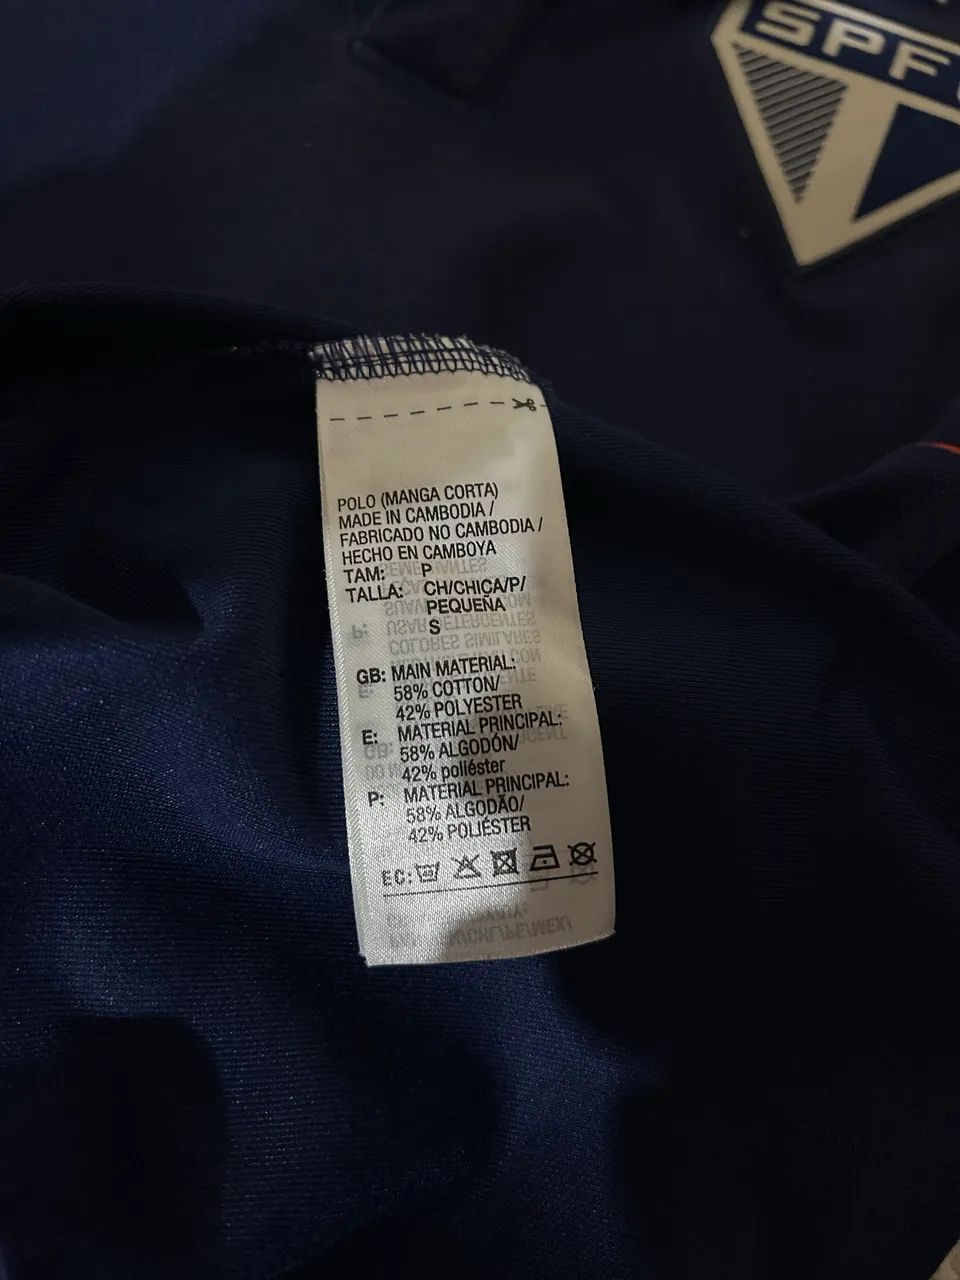 SPF
POLO (MANGA CORTA)
MADE IN CAMBODIA /
FABRICADO NO CAMBODIA /
HECHO EN CAMBOYA
TAM: P
TALLA: CH/CHICA/P/
PEQUEÑA
S
GB: MAIN MATERIAL:
58% COTTON/
42% POLYESTER
E: MATERIAL PRINCIPAL:
58% ALGODÓN/
42% poliéster
P: MATERIAL PRINCIPAL:
58% ALGODÃO/
42% POLIÉSTER
EC: